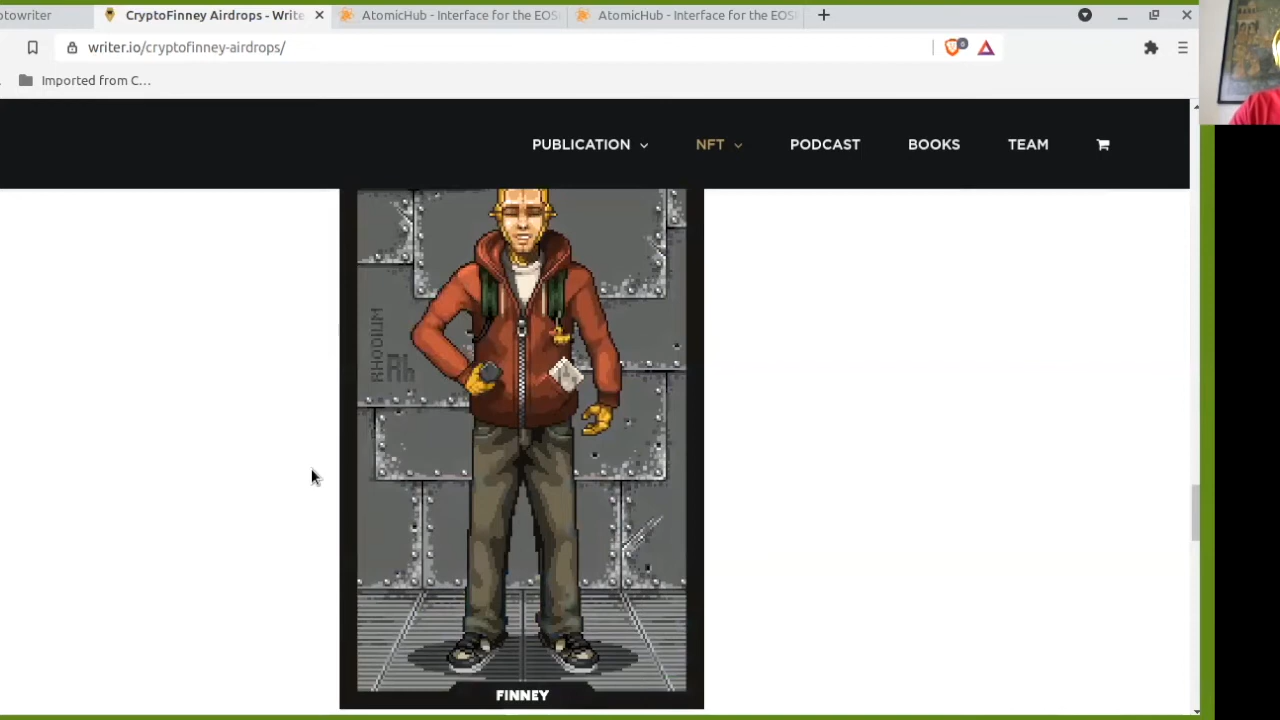 ptowriter
CryptoFinney Airdrops - Write
AtomicHub - Interface for the EOS
AtomicHub - Interface for the EOS
writer.io/cryptofinney-airdrops/
Imported from C...
PUBLICATION
NFT
PODCAST
BOOKS
TEAM
RHODIUM
Rh
FINNEY